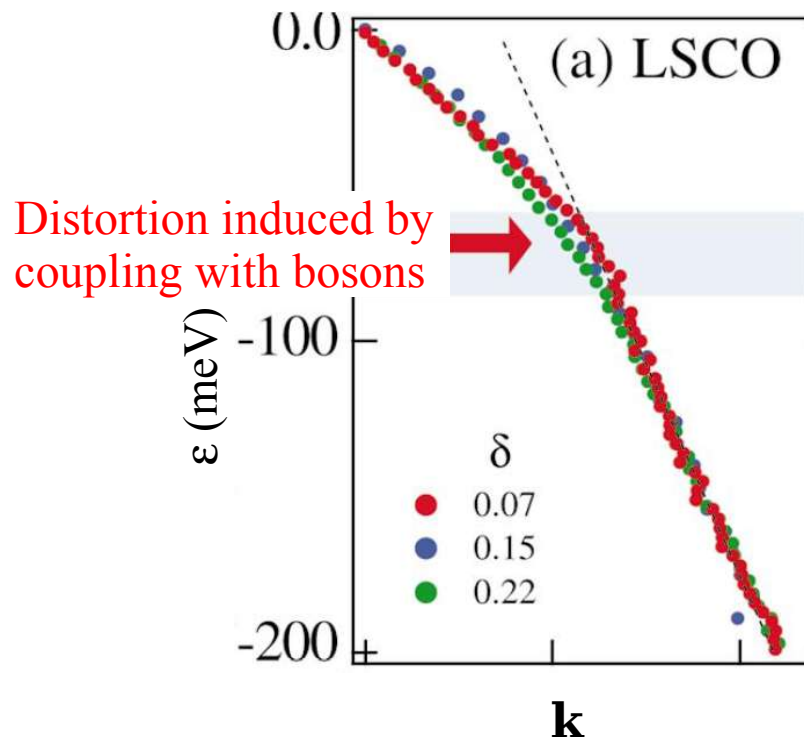 0.0
(a) LSCO
Distortion induced by
coupling with bosons
-100
ε (meV)
δ
0.07
0.15
0.22
-200
k